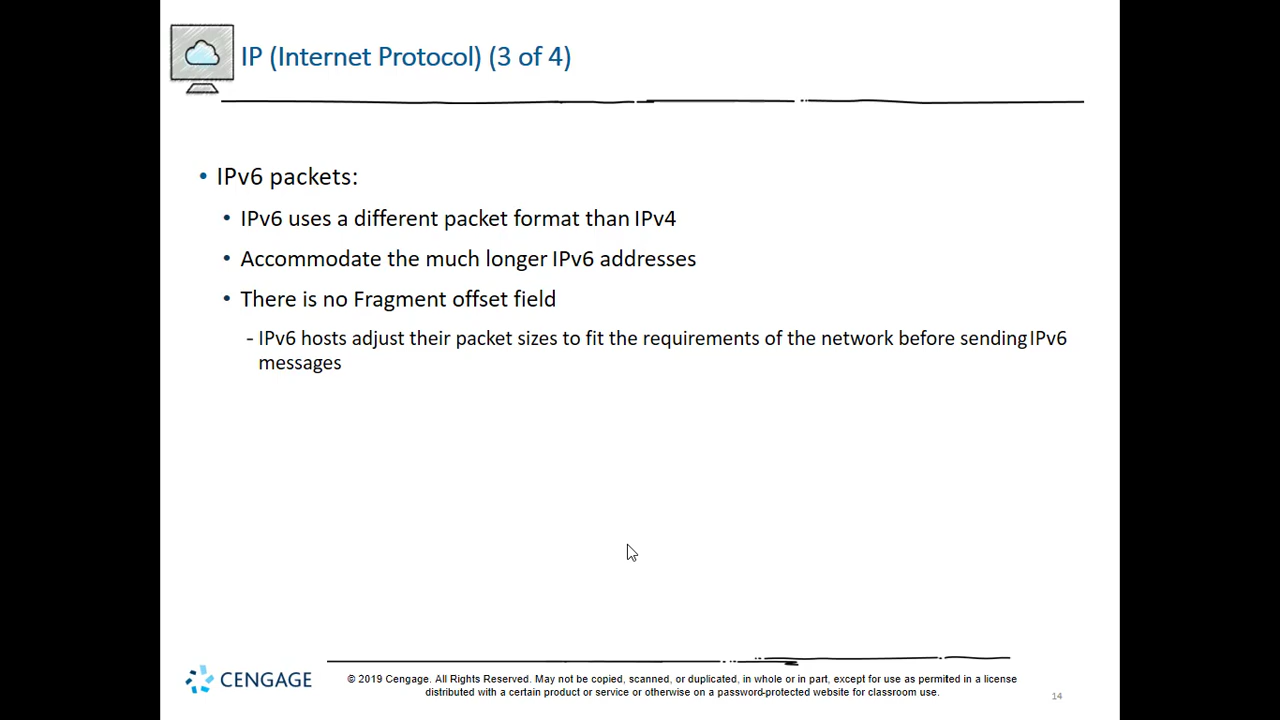 IP (Internet Protocol) (3 of 4)
• IPv6 packets:
• IPv6 uses a different packet format than IPv4
• Accommodate the much longer IPv6 addresses
• There is no Fragment offset field
- IPv6 hosts adjust their packet sizes to fit the requirements of the network before sending IPv6
messages
CENGAGE
© 2019 Cengage. All Rights Reserved. May not be copied, scanned, or duplicated, in whole or in part, except for use as permitted in a license
distributed with a certain product or service or otherwise on a password-protected website for classroom use.
14